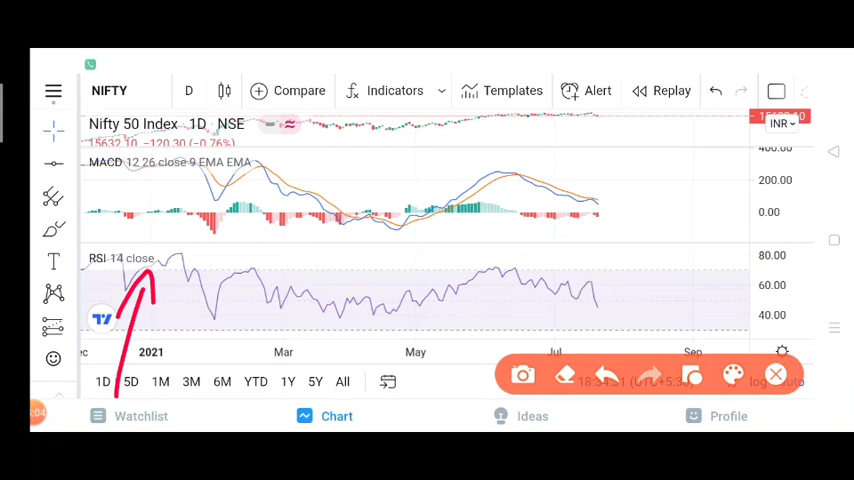 NIFTY D Compare Indicators Templates Alert Replay
Nifty 50 Index 1D NSE
INR
15632.10 −120.30 (−0.76%)
MACD 12 26 close 9 EMA EMA
400.00
200.00
0.00
RSI 14 close
80.00
60.00
40.00
2021 Mar May Jul Sep
1D 5D 1M 3M 6M YTD 1Y 5Y All
Watchlist Chart Ideas Profile